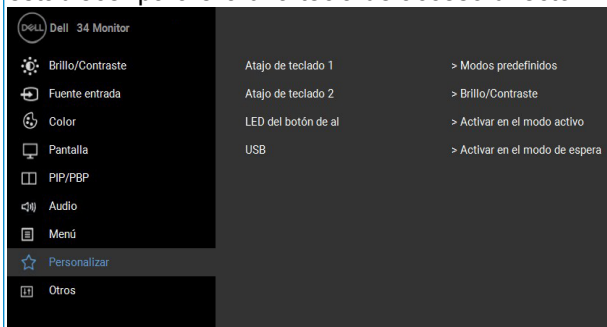 DELL Dell 34 Monitor
Brillo/Contraste
Fuente entrada
Color
Pantalla
PIP/PBP
Audio
Menú
Personalizar
Otros
Atajo de teclado 1 > Modos predefinidos
Atajo de teclado 2 > Brillo/Contraste
LED del botón de al > Activar en el modo activo
USB > Activar en el modo de espera